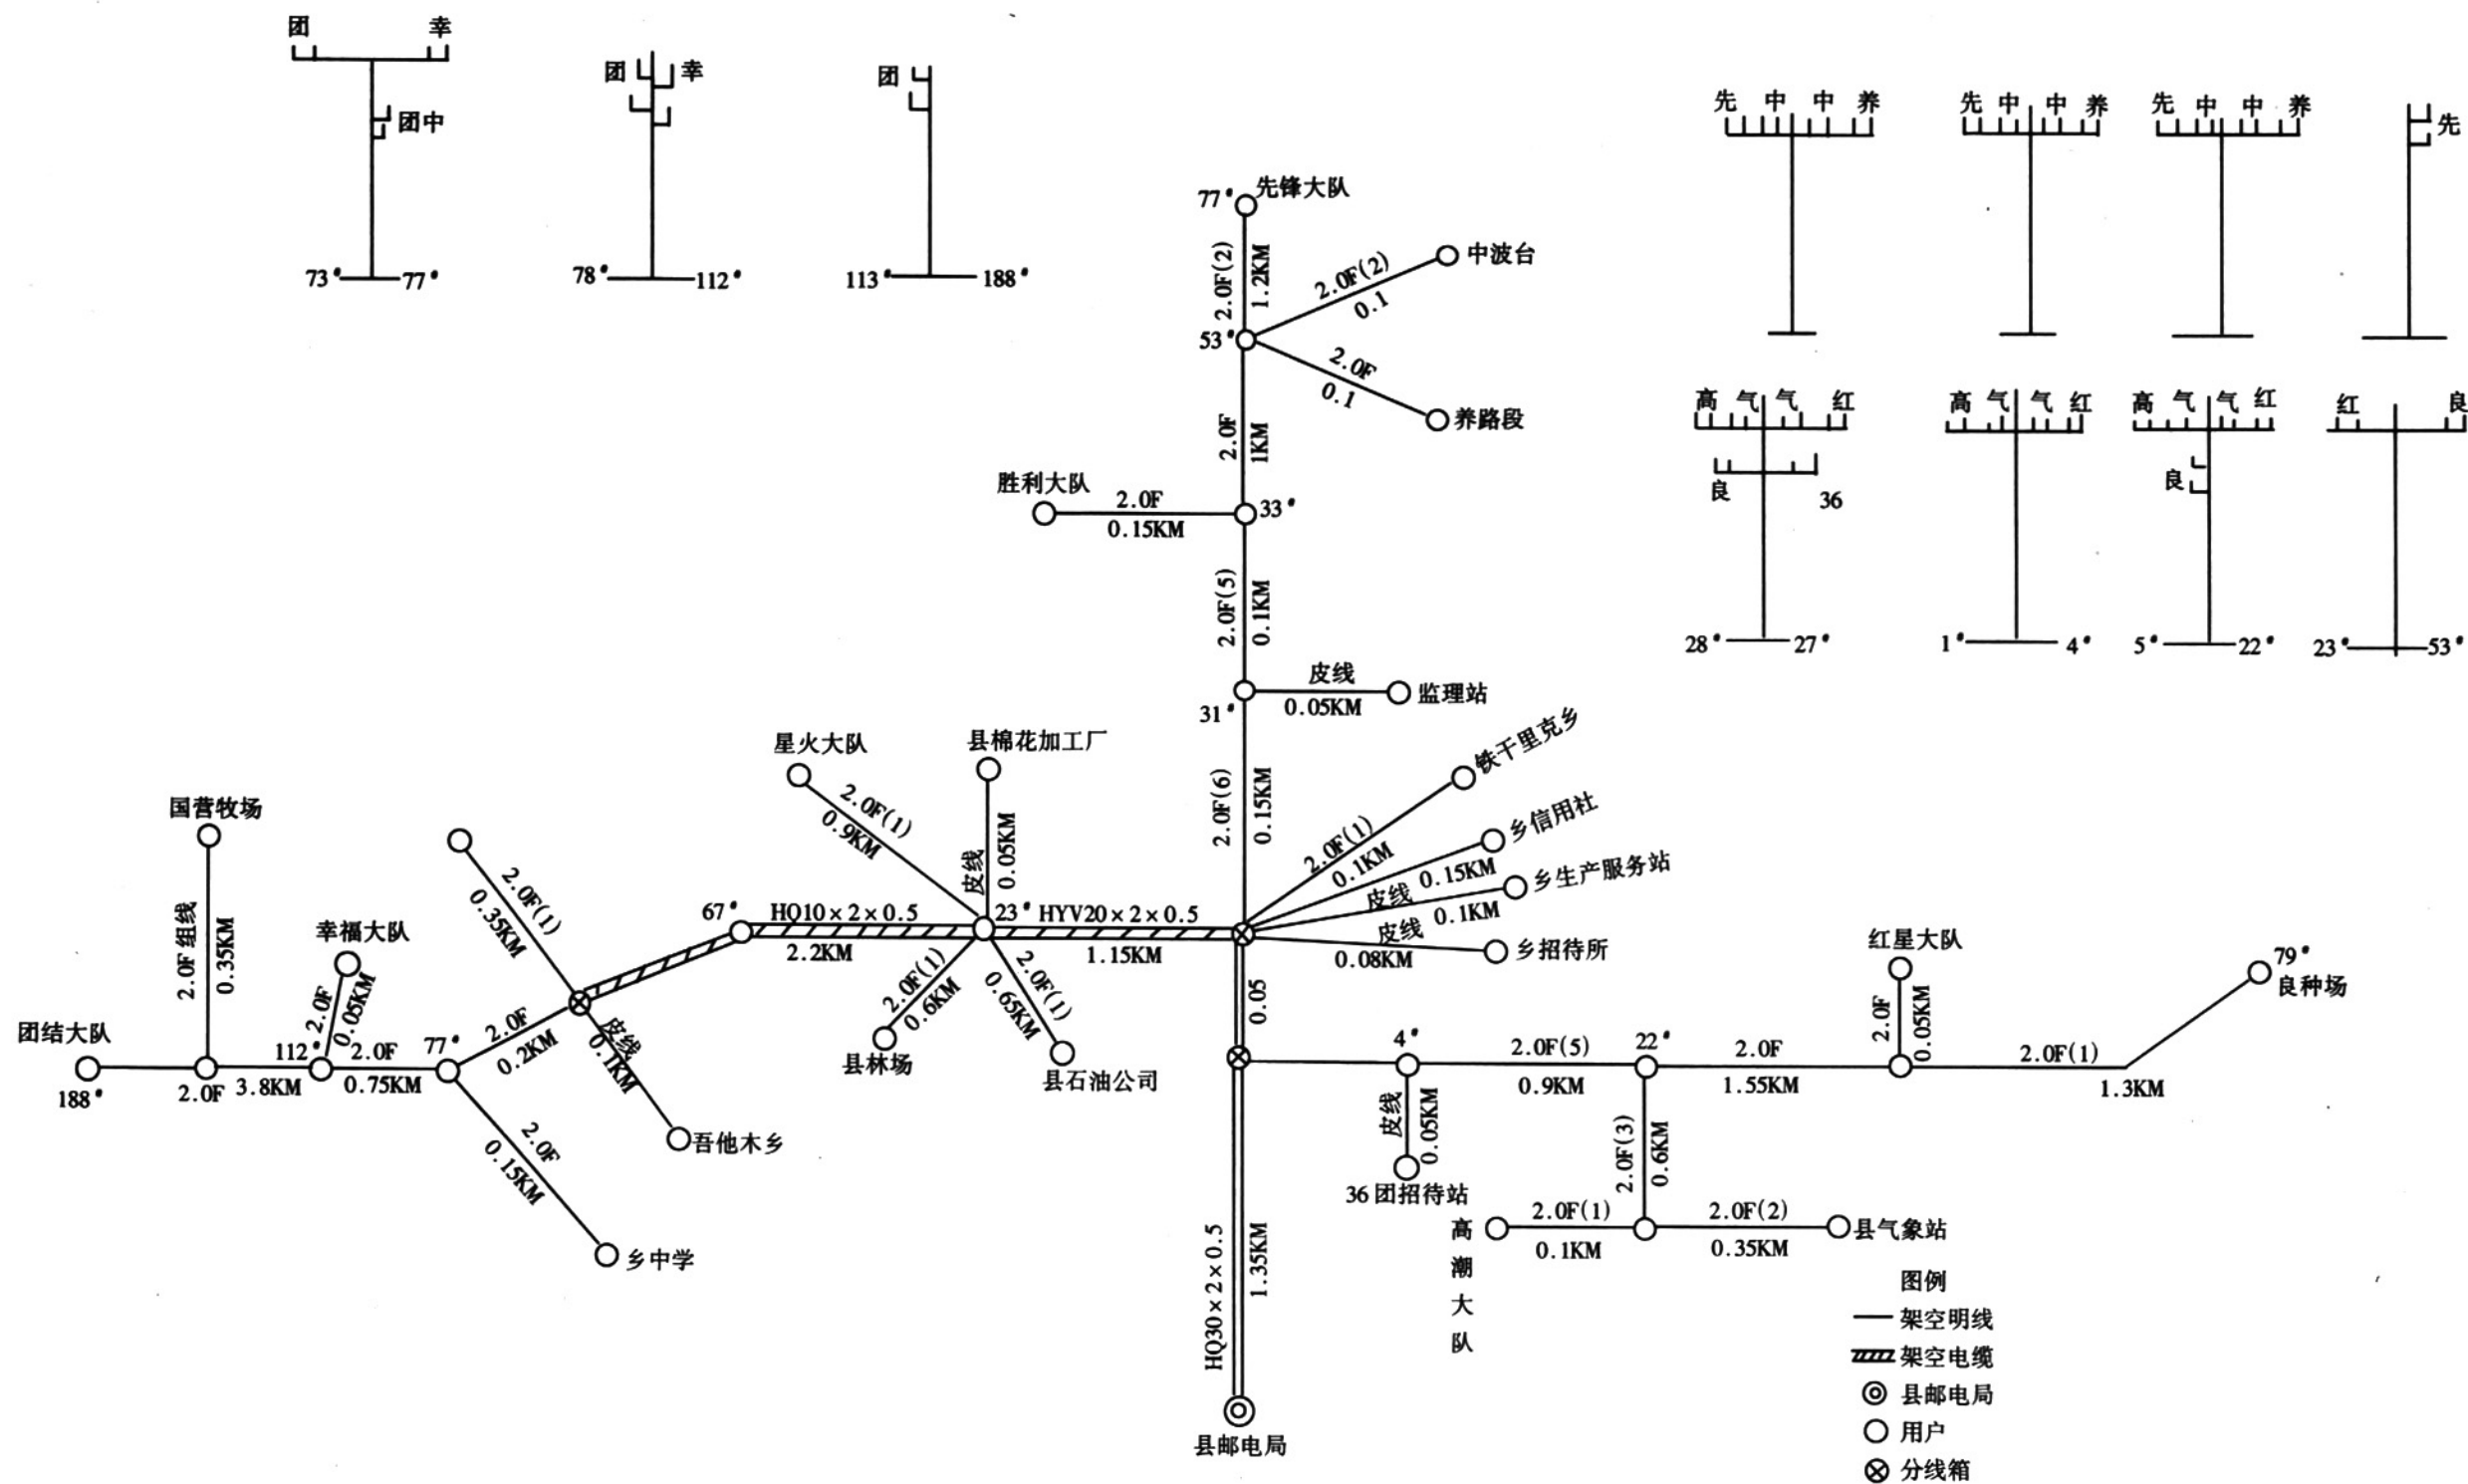 团 幸
团中
73# 77#
团 幸
78# 112#
团
113# 188#
先 中 中 养
先 中 中 养
先 中 中 养
先
高 气 气 红
良 36
28# 27#
高 气 气 红
1# 4#
高 气 气 红
良
5# 22#
红 良
23# 53#
77# 先锋大队
2.0F(2)
1.2KM
中波台
2.0F(2)
0.1
53#
2.0F
0.1
养路段
2.0F
1KM
胜利大队
2.0F
0.15KM
33#
2.0F(5)
0.1KM
皮线
0.05KM
监理站
31#
2.0F(6)
0.15KM
铁干里克乡
2.0F(1)
0.1KM
乡信用社
皮线 0.15KM
乡生产服务站
皮线 0.1KM
乡招待所
0.08KM
星火大队
2.0F(1)
0.9KM
县棉花加工厂
皮线
0.05KM
国营牧场
2.0F组线
0.35KM
2.0F(1)
0.35KM
67#
HQ10×2×0.5
2.2KM
23#
HYV20×2×0.5
1.15KM
幸福大队
2.0F
0.05KM
2.0F(1)
0.6KM
县林场
2.0F(1)
0.65KM
县石油公司
团结大队
188#
2.0F
3.8KM
112#
2.0F
0.75KM
77#
2.0F
0.2KM
皮线
0.1KM
吾他木乡
2.0F
0.15KM
乡中学
0.05
4#
皮线
0.05KM
36团招待站
2.0F(5)
0.9KM
22#
2.0F
1.55KM
红星大队
2.0F
0.05KM
2.0F(1)
1.3KM
79#
良种场
2.0F(3)
0.6KM
高潮大队
2.0F(1)
0.1KM
2.0F(2)
0.35KM
县气象站
HQ30×2×0.5
1.35KM
县邮电局
图例
架空明线
架空电缆
县邮电局
用户
分线箱